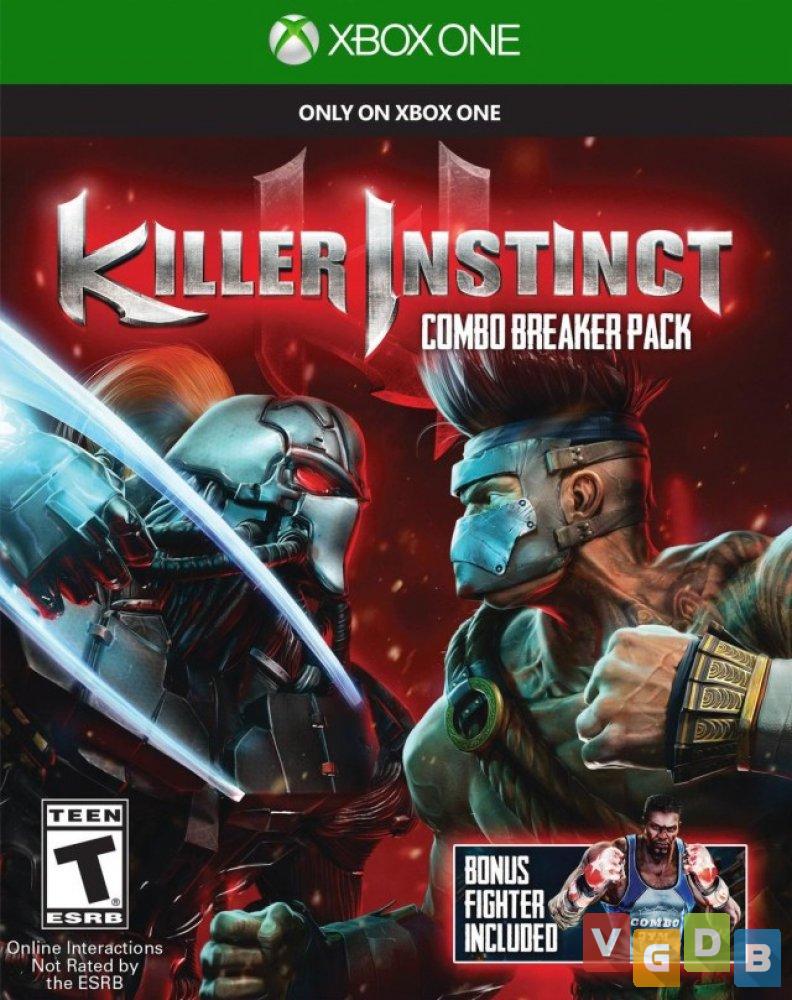 XBOX ONE
ONLY ON XBOX ONE
KILLER INSTINCT
COMBO BREAKER PACK
TEEN
T
ESRB
Online Interactions
Not Rated by
the ESRB
BONUS
FIGHTER
INCLUDED
COMBO
GYM
VGDB